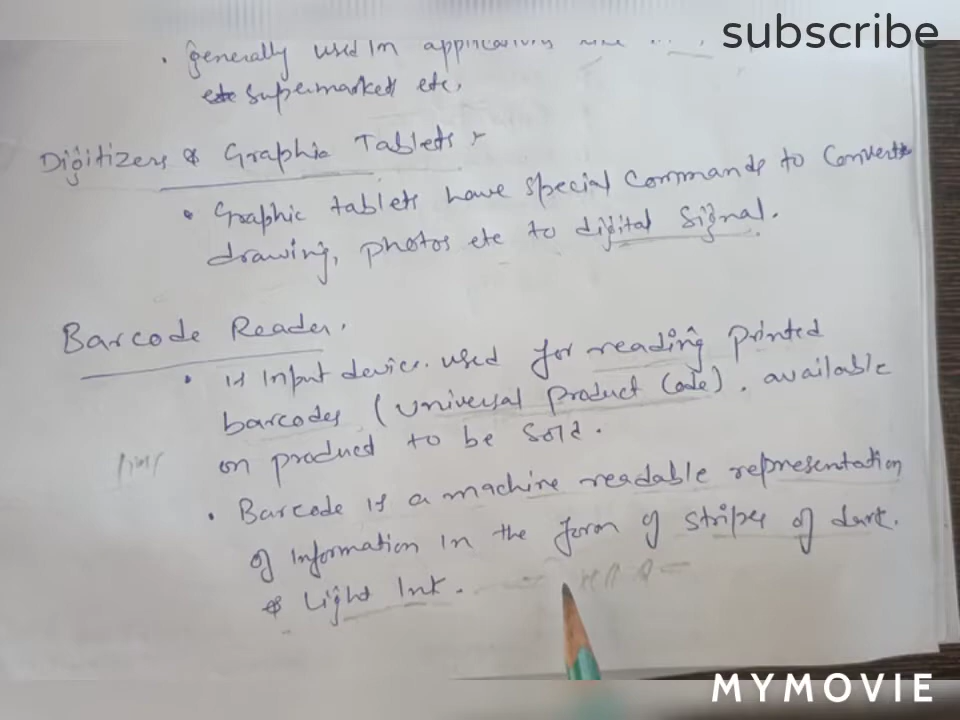 subscribe
• generally used in
etc supermarked etc,
Digitizers & Graphic Tablets :
• Graphic tablets have special commands to convert
drawing, photos etc to digital signal.
Barcode Reader.
• is input device. used for reading printed
barcodes (universal product code). available
on product to be sold.
• Barcode is a machine readable representation
of information in the form of stripes of dark.
& Light Ink.
MYMOVIE